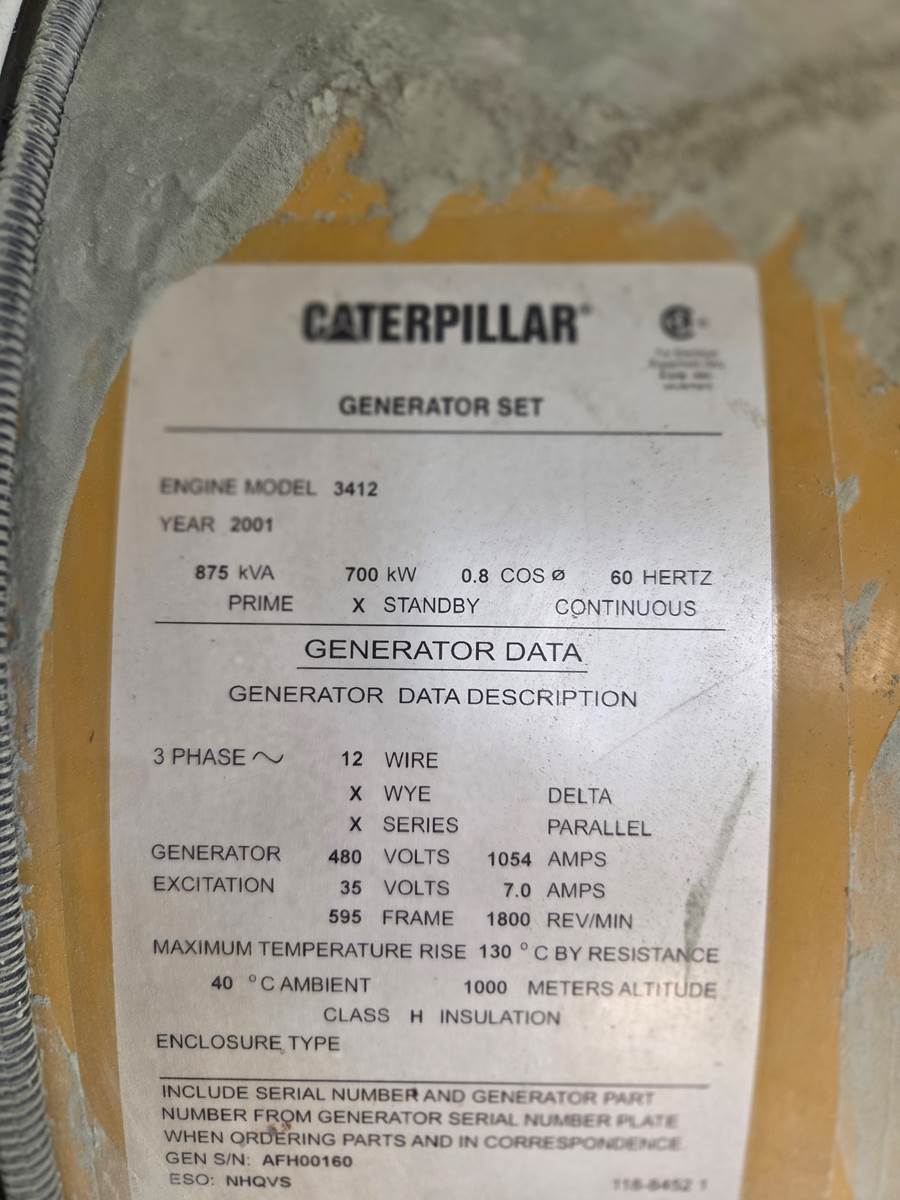 CATERPILLAR®
GENERATOR SET
ENGINE MODEL 3412
YEAR 2001
875 kVA 700 kW 0.8 COS Ø 60 HERTZ
PRIME X STANDBY CONTINUOUS
GENERATOR DATA
GENERATOR DATA DESCRIPTION
3 PHASE ~ 12 WIRE
X WYE DELTA
X SERIES PARALLEL
GENERATOR 480 VOLTS 1054 AMPS
EXCITATION 35 VOLTS 7.0 AMPS
595 FRAME 1800 REV/MIN
MAXIMUM TEMPERATURE RISE 130 °C BY RESISTANCE
40 °C AMBIENT 1000 METERS ALTITUDE
CLASS H INSULATION
ENCLOSURE TYPE
INCLUDE SERIAL NUMBER AND GENERATOR PART
NUMBER FROM GENERATOR SERIAL NUMBER PLATE
WHEN ORDERING PARTS AND IN CORRESPONDENCE
GEN S/N: AFH00160
ESO: NHQVS 118-8452 1